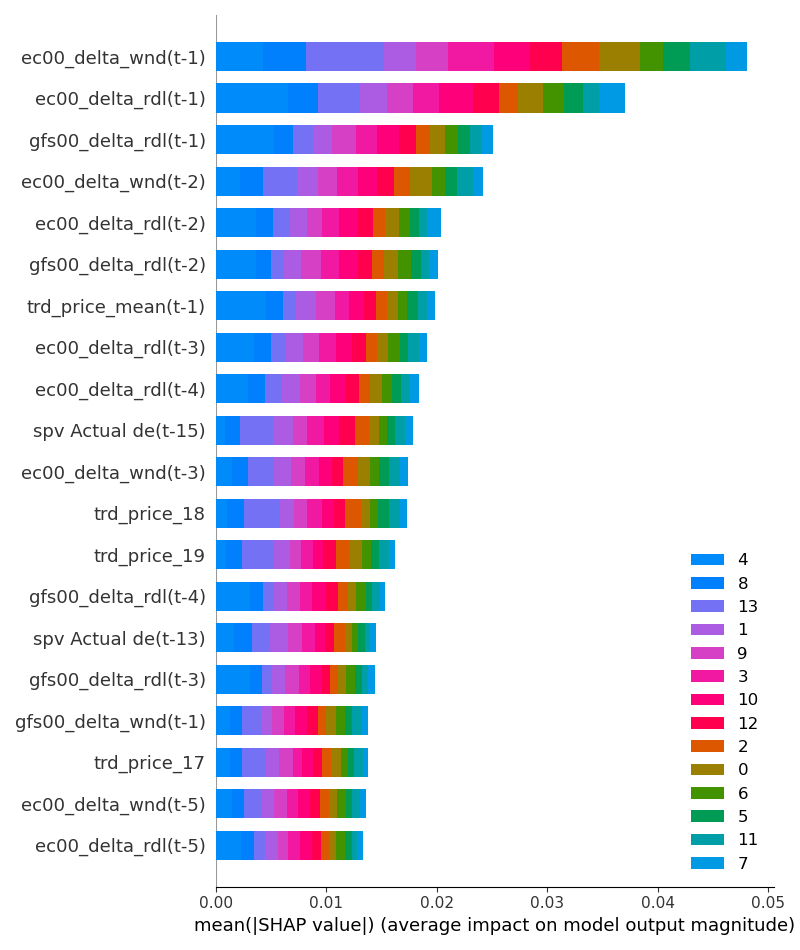 ec00_delta_wnd(t-1)
ec00_delta_rdl(t-1)
gfs00_delta_rdl(t-1)
ec00_delta_wnd(t-2)
ec00_delta_rdl(t-2)
gfs00_delta_rdl(t-2)
trd_price_mean(t-1)
ec00_delta_rdl(t-3)
ec00_delta_rdl(t-4)
spv Actual de(t-15)
ec00_delta_wnd(t-3)
trd_price_18
trd_price_19
gfs00_delta_rdl(t-4)
spv Actual de(t-13)
gfs00_delta_rdl(t-3)
gfs00_delta_wnd(t-1)
trd_price_17
ec00_delta_wnd(t-5)
ec00_delta_rdl(t-5)
4
8
13
1
9
3
10
12
2
0
6
5
11
7
0.00 0.01 0.02 0.03 0.04 0.05
mean(|SHAP value|) (average impact on model output magnitude)